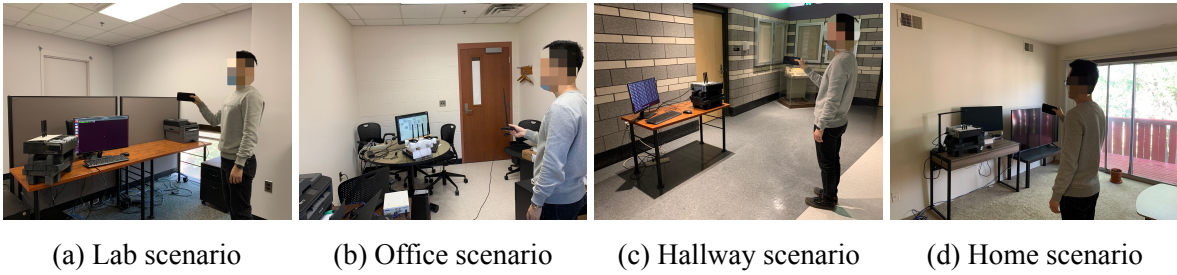 (a) Lab scenario
(b) Office scenario
(c) Hallway scenario
(d) Home scenario